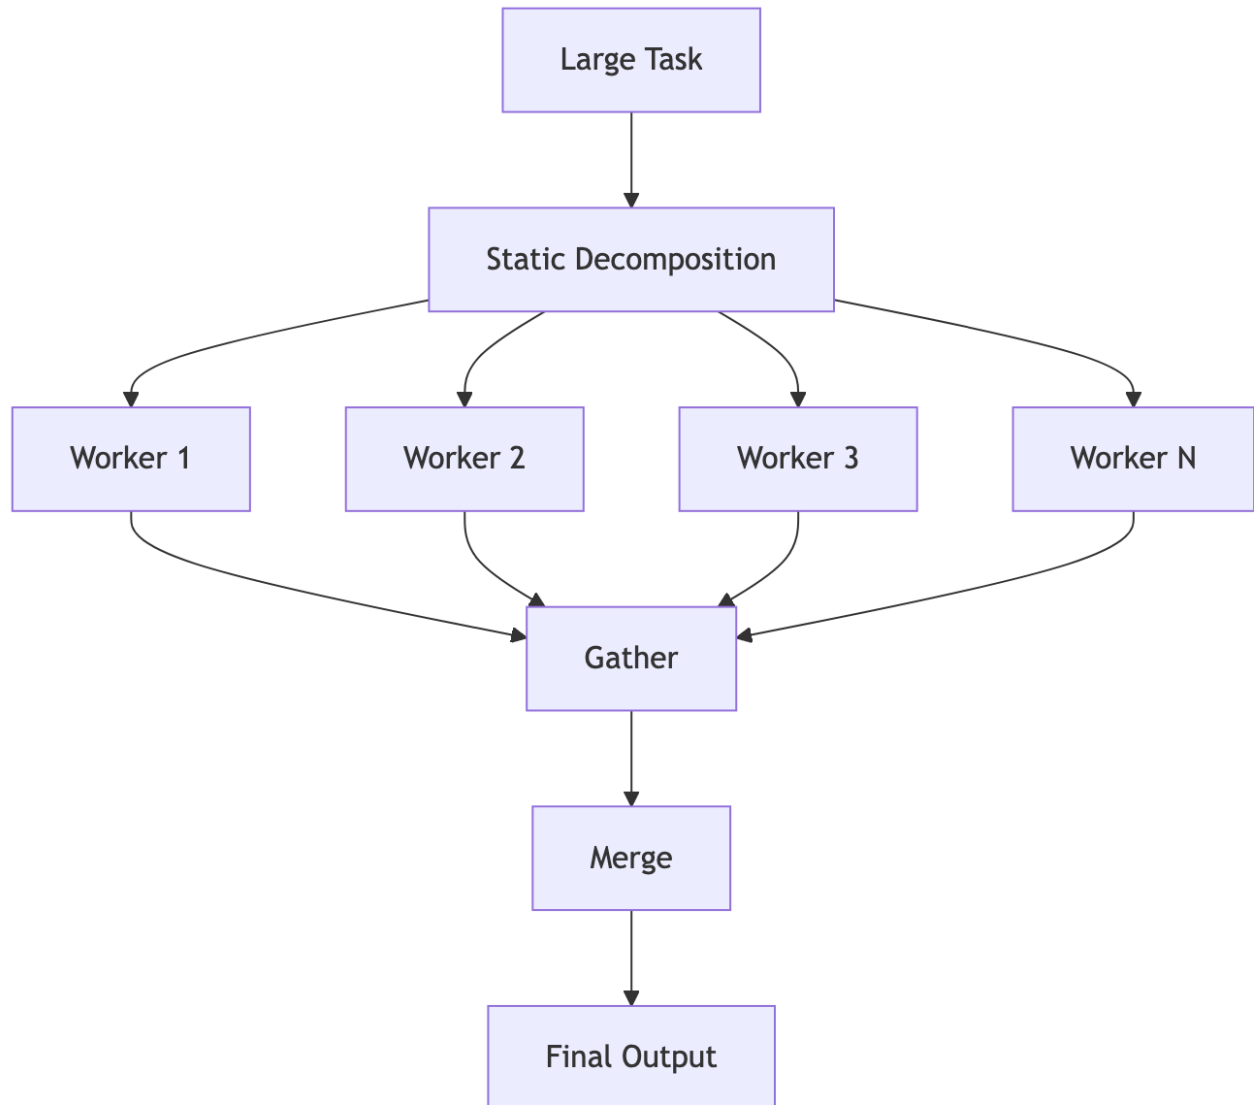 Large Task
Static Decomposition
Worker 1
Worker 2
Worker 3
Worker N
Gather
Merge
Final Output